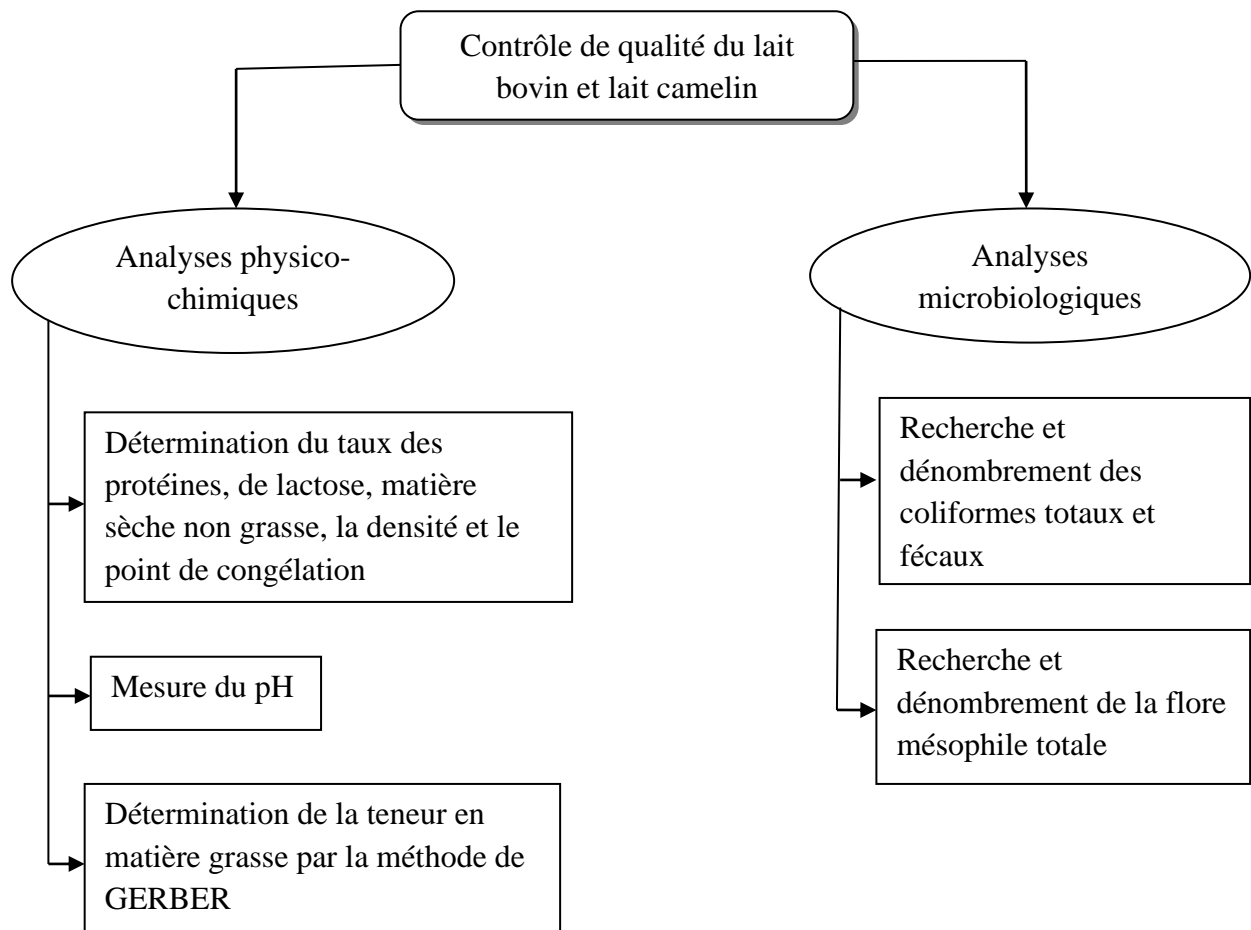 Contrôle de qualité du lait
bovin et lait camelin
Analyses physico-
chimiques
Détermination du taux des
protéines, de lactose, matière
sèche non grasse, la densité et le
point de congélation
Mesure du pH
Détermination de la teneur en
matière grasse par la méthode de
GERBER
Analyses
microbiologiques
Recherche et
dénombrement des
coliformes totaux et
fécaux
Recherche et
dénombrement de la flore
mésophile totale